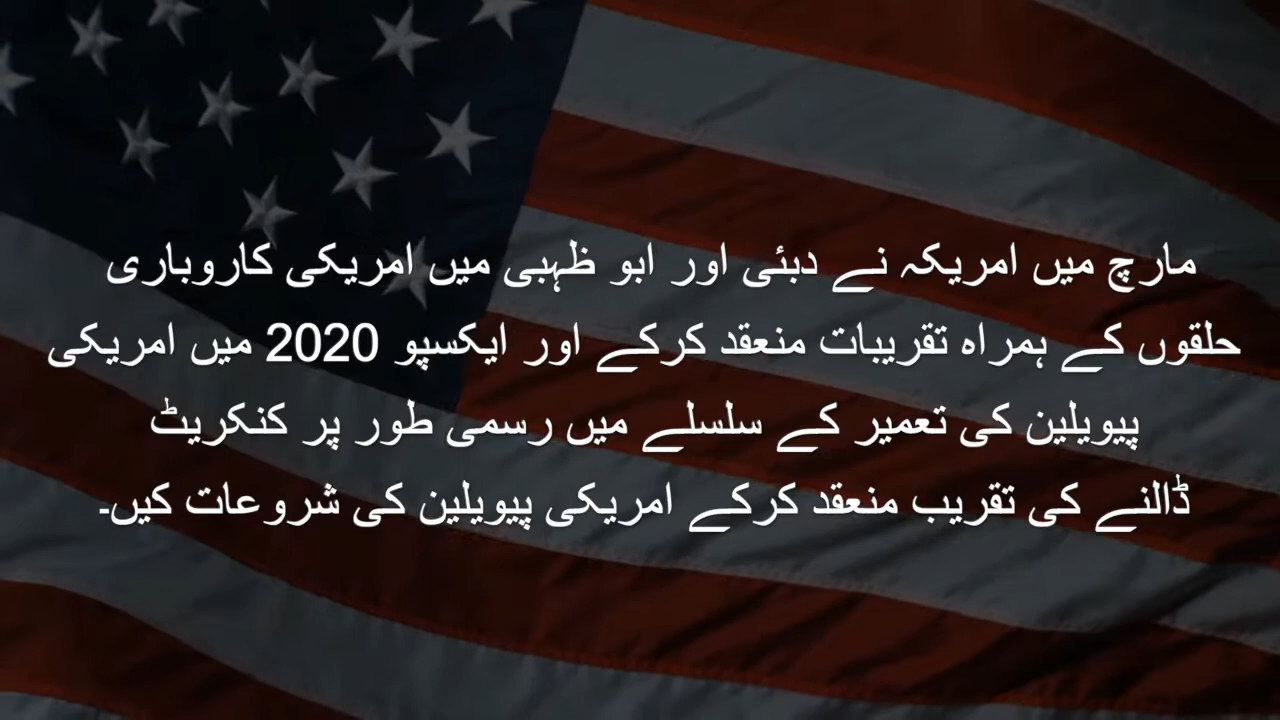 مارچ میں امریکہ نے دبئی اور ابو ظہبی میں امریکی کاروباری
حلقوں کے ہمراہ تقریبات منعقد کرکے اور ایکسپو 2020 میں امریکی
پیویلین کی تعمیر کے سلسلے میں رسمی طور پر کنکریٹ
ڈالنے کی تقریب منعقد کرکے امریکی پیویلین کی شروعات کیں۔